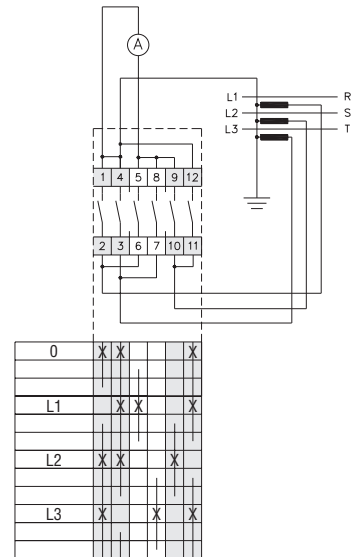 A
L1 R
L2 S
L3 T
1 4 5 8 9 12
2 3 6 7 10 11
0 X X X
L1 X X X
L2 X X X
L3 X X X